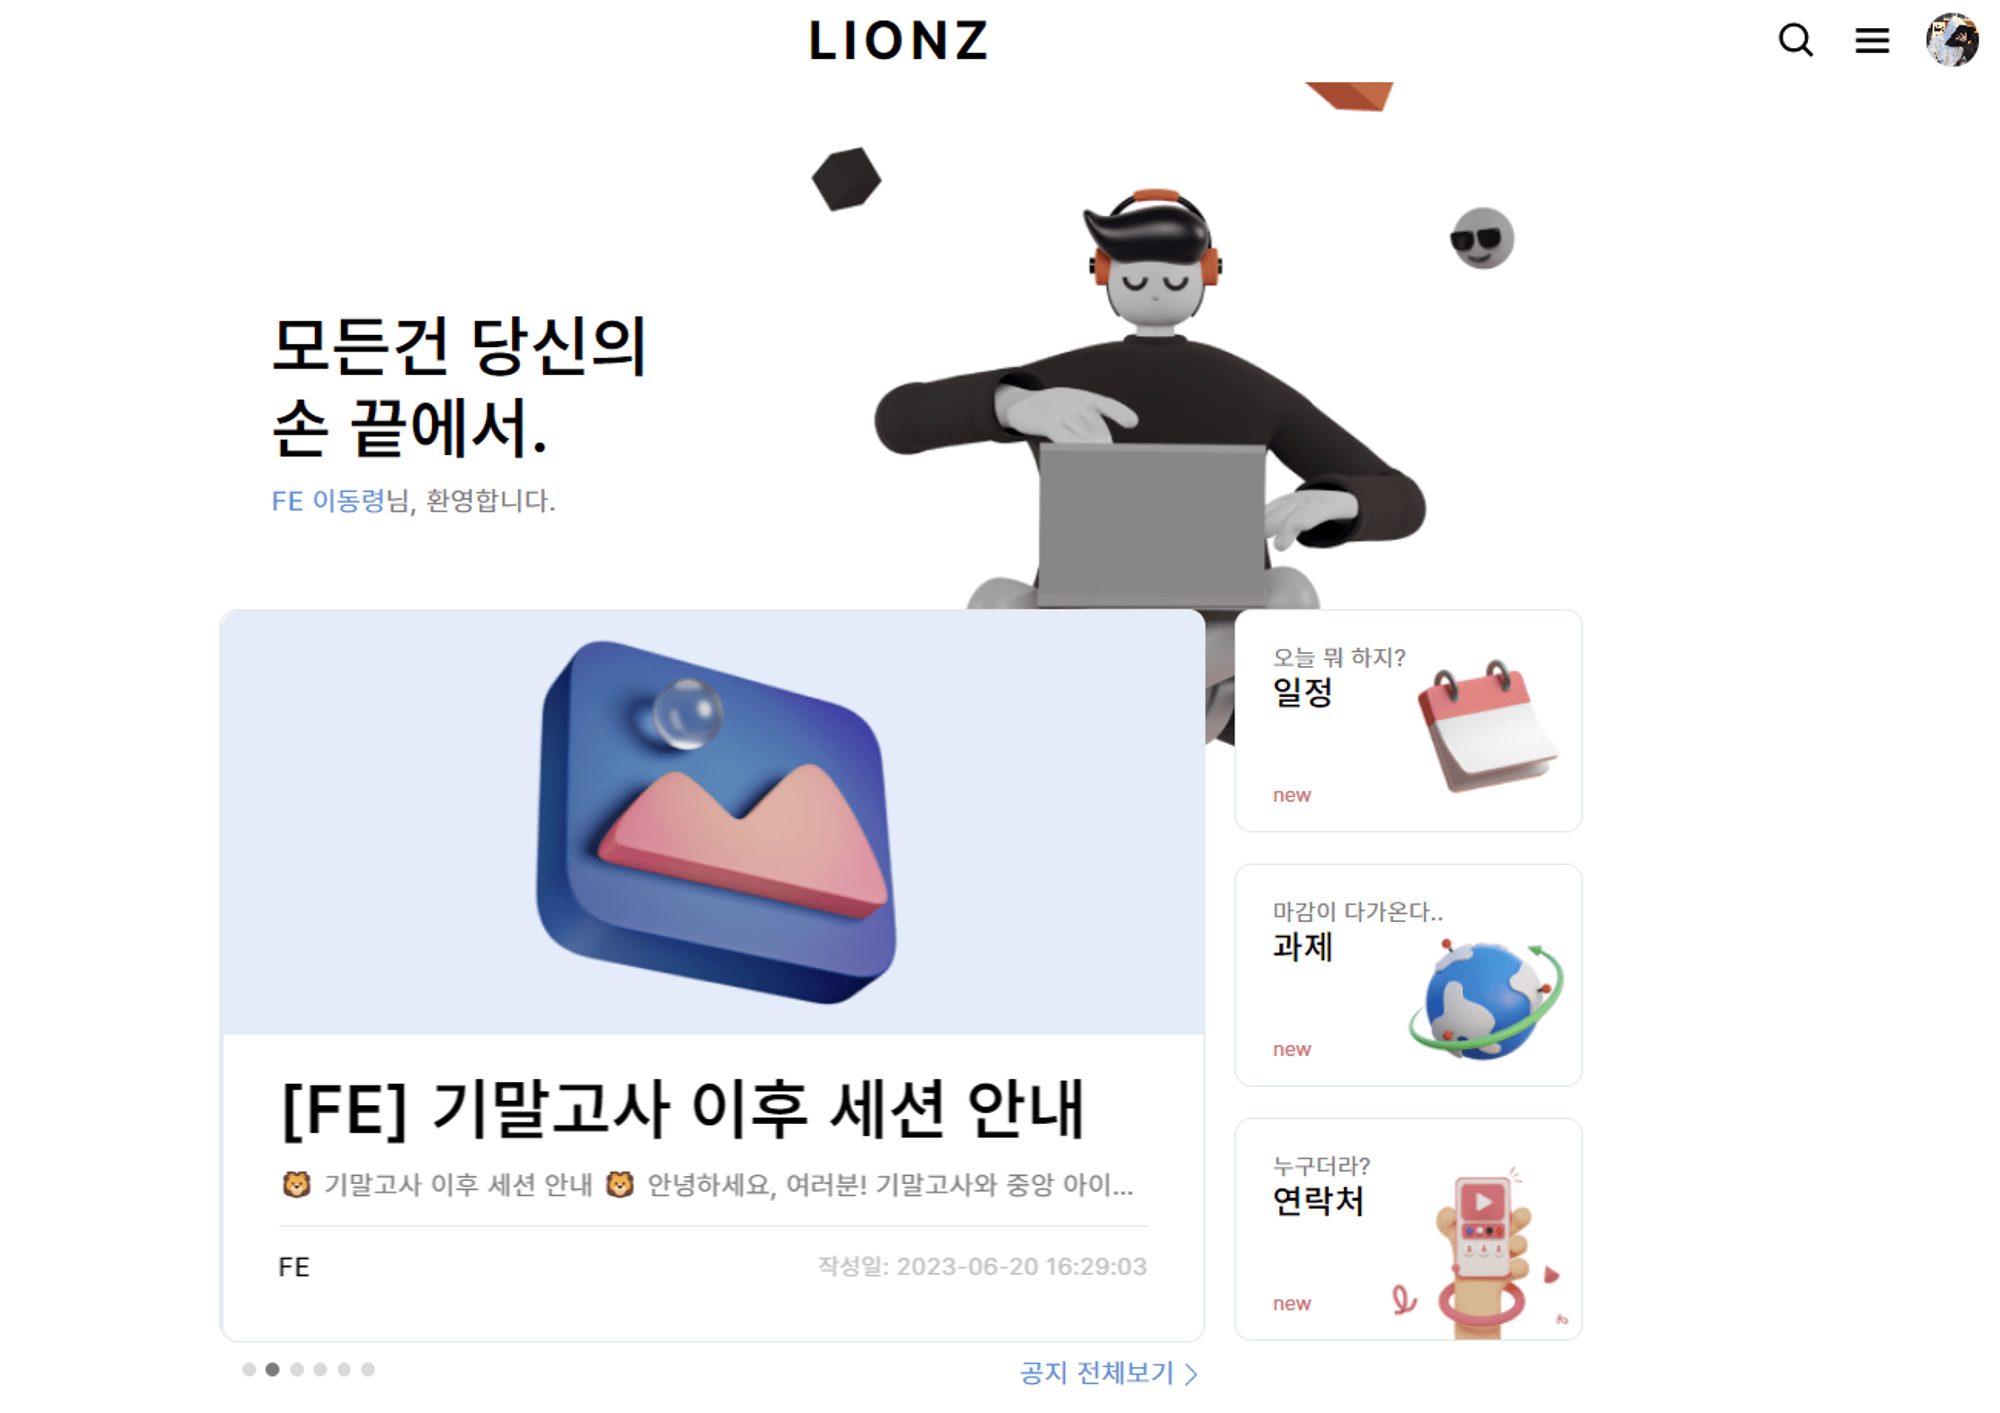 LIONZ
모든건 당신의
손 끝에서.
FE 이동령님, 환영합니다.
[FE] 기말고사 이후 세션 안내
🦁 기말고사 이후 세션 안내 🦁 안녕하세요, 여러분! 기말고사와 중앙 아이...
FE
작성일: 2023-06-20 16:29:03
공지 전체보기 >
오늘 뭐 하지?
일정
new
마감이 다가온다..
과제
new
누구더라?
연락처
new